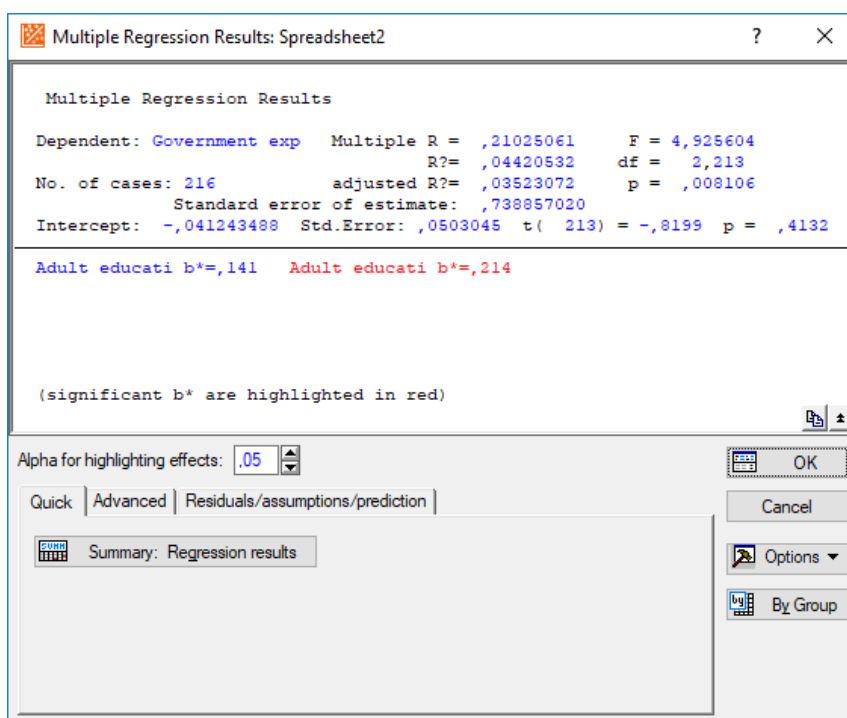 Multiple Regression Results: Spreadsheet2 ?
Multiple Regression Results
Dependent: Government exp Multiple R = ,21025061 F = 4,925604
R?= ,04420532 df = 2,213
No. of cases: 216 adjusted R?= ,03523072 p = ,008106
Standard error of estimate: ,738857020
Intercept: -,041243488 Std.Error: ,0503045 t( 213) = -,8199 p = ,4132
Adult educati b*=,141 Adult educati b*=,214
(significant b* are highlighted in red)
Alpha for highlighting effects: ,05
OK
Quick Advanced Residuals/assumptions/prediction
Cancel
SUMM Summary: Regression results
Options
by By Group